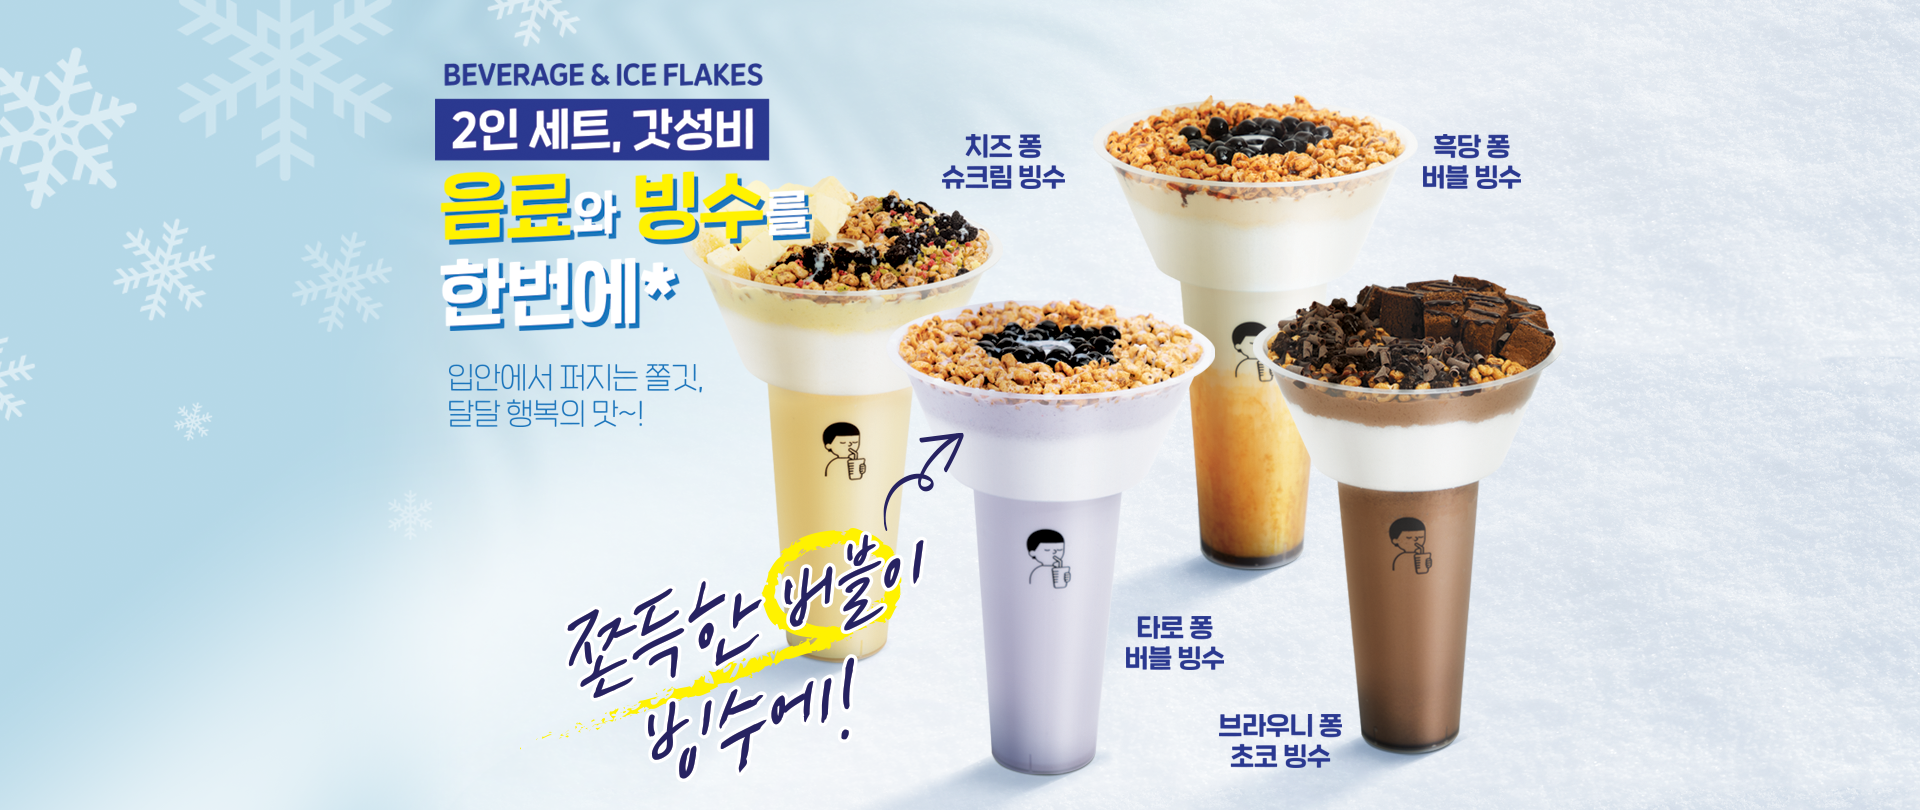 BEVERAGE & ICE FLAKES
2인 세트, 갓성비
음료와 빙수를
한번에*
입안에서 퍼지는 쫄깃,
달달 행복의 맛~!
치즈 퐁
슈크림 빙수
흑당 퐁
버블 빙수
쫀득한 버블이
빙수에!
타로 퐁
버블 빙수
브라우니 퐁
초코 빙수